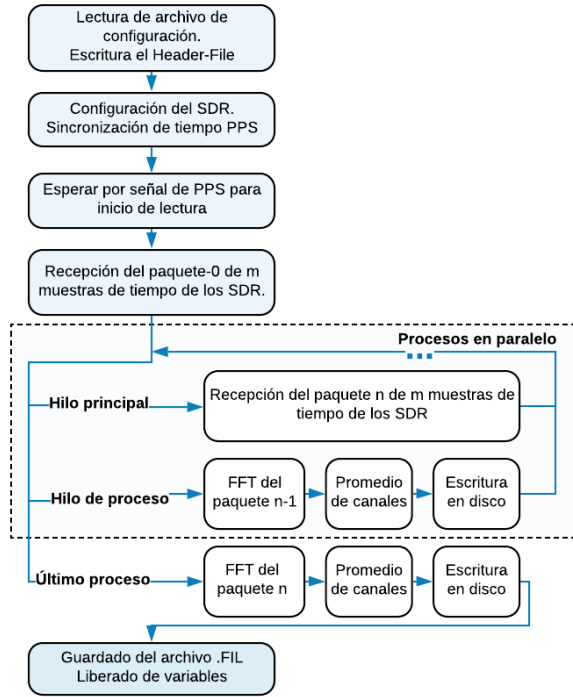 Lectura de archivo de
configuración.
Escritura el Header-File
Configuración del SDR.
Sincronización de tiempo PPS
Esperar por señal de PPS para
inicio de lectura
Recepción del paquete-0 de m
muestras de tiempo de los SDR.
Procesos en paralelo
Hilo principal
Recepción del paquete n de m muestras de
tiempo de los SDR
Hilo de proceso
FFT del
paquete n-1
Promedio
de canales
Escritura
en disco
Último proceso
FFT del
paquete n
Promedio
de canales
Escritura
en disco
Guardado del archivo .FIL
Liberado de variables